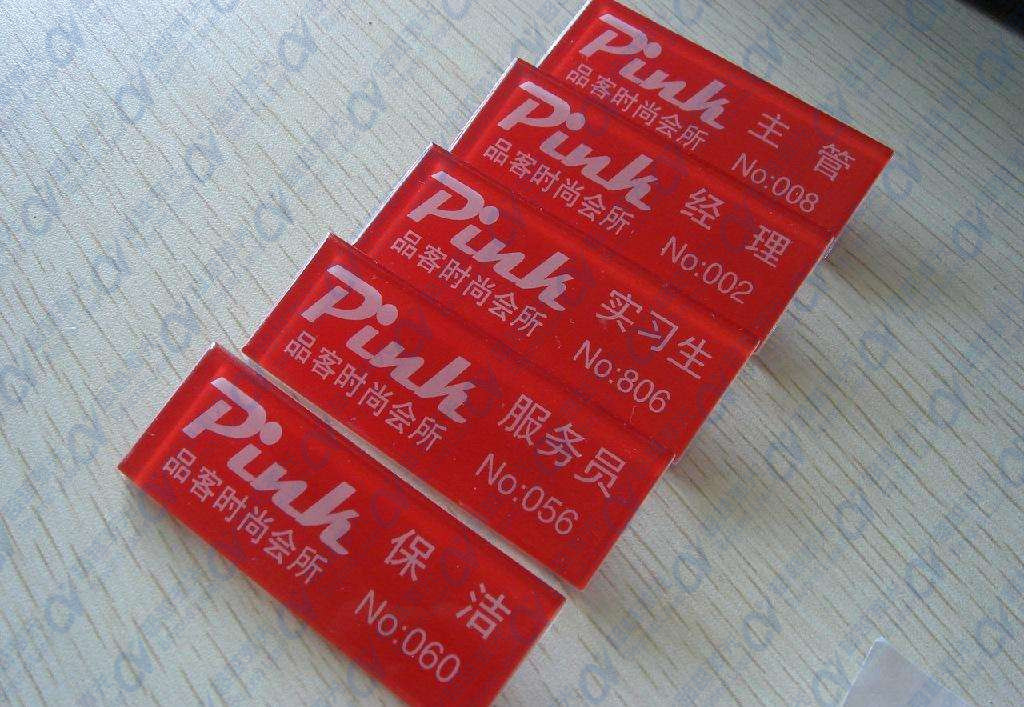 Pink
品客时尚会所
主管
No:008
Pink
品客时尚会所
经理
No:002
Pink
品客时尚会所
实习生
No:806
Pink
品客时尚会所
服务员
No:056
Pink
品客时尚会所
保洁
No:060